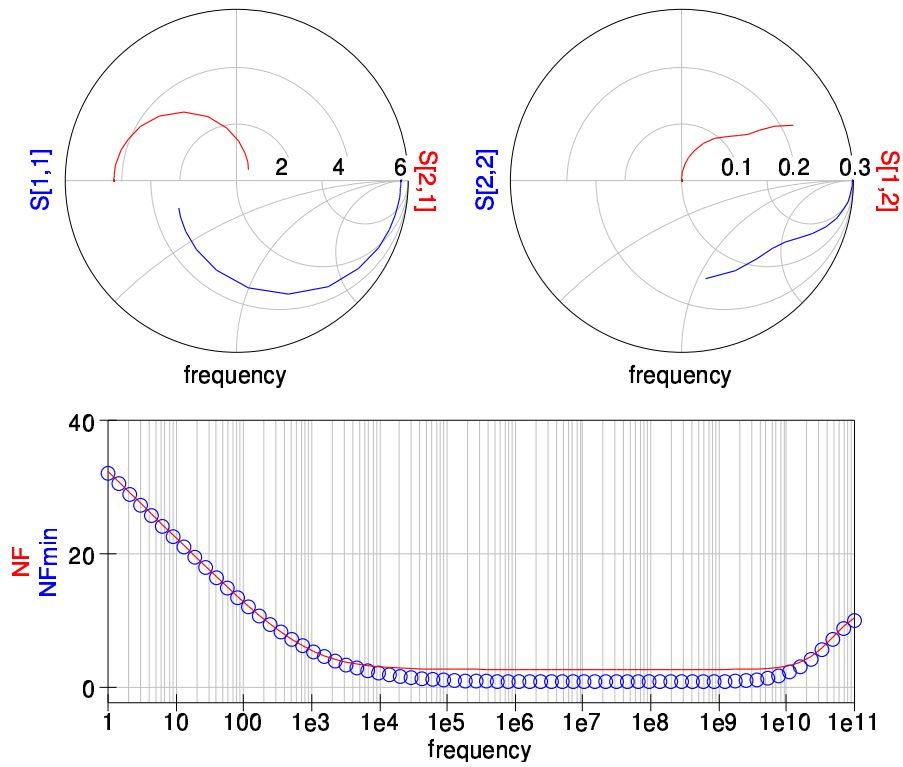 S[1,1]
2 4 6
S[2,1]
frequency
S[2,2]
0.1 0.2 0.3
S[1,2]
frequency
NF
NFmin
40
20
0
1 10 100 1e3 1e4 1e5 1e6 1e7 1e8 1e9 1e10 1e11
frequency